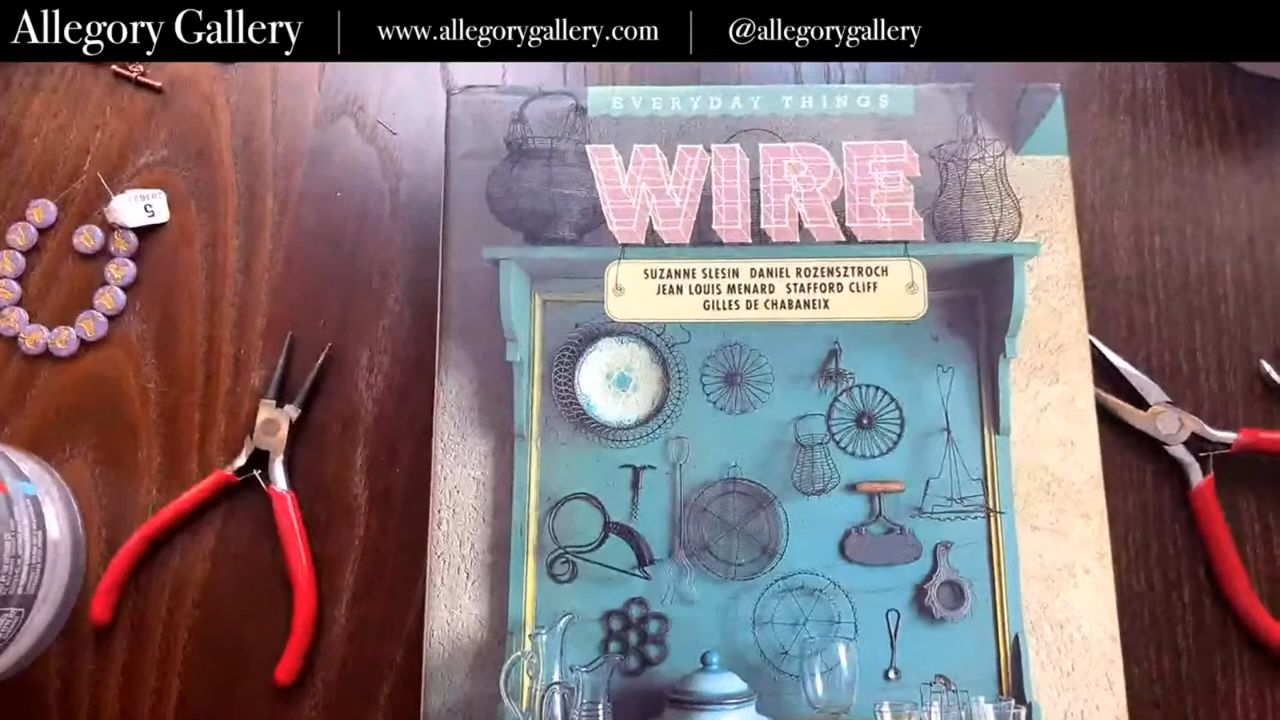 Allegory Gallery | www.allegorygallery.com | @allegorygallery
EVERYDAY THINGS
WIRE
SUZANNE SLESIN DANIEL ROZENSZTROCH
JEAN LOUIS MENARD STAFFORD CLIFF
GILLES DE CHABANEIX
5